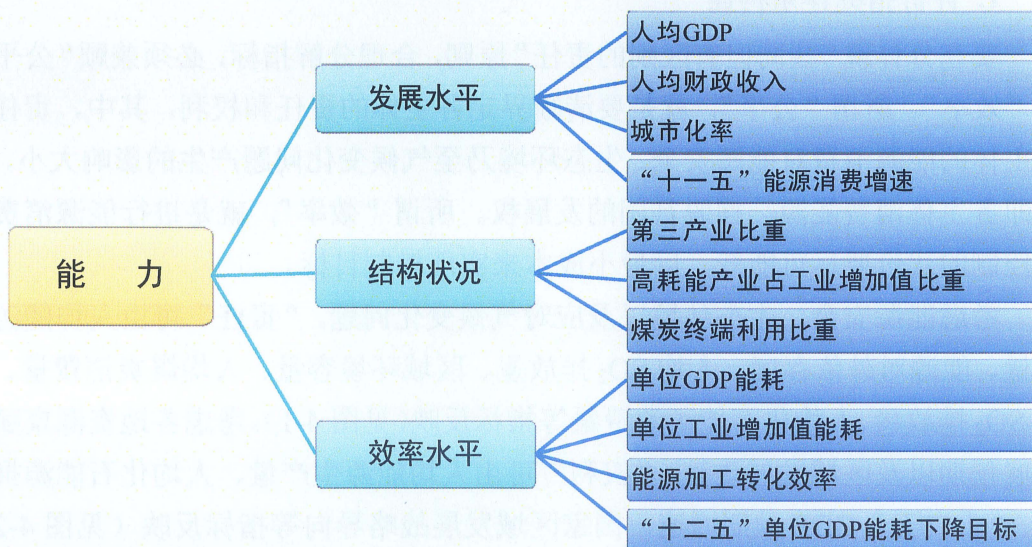 能 力
发展水平
人均GDP
人均财政收入
城市化率
“十一五”能源消费增速
结构状况
第三产业比重
高耗能产业占工业增加值比重
煤炭终端利用比重
效率水平
单位GDP能耗
单位工业增加值能耗
能源加工转化效率
“十二五”单位GDP能耗下降目标